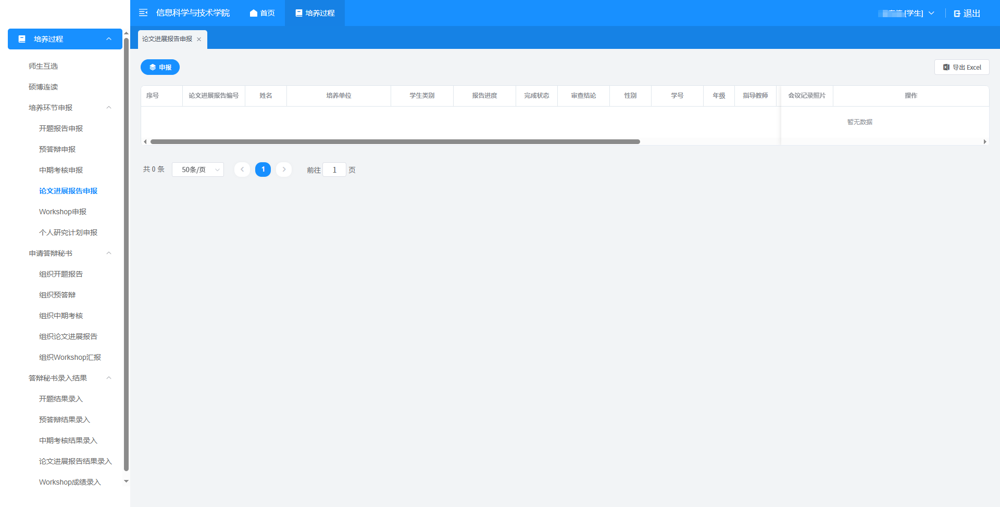 信息科学与技术学院
首页
培养过程
[学生]
退出
培养过程
论文进展报告申报
师生互选
硕博连读
培养环节申报
开题报告申报
预答辩申报
中期考核申报
论文进展报告申报
Workshop申报
个人研究计划申报
申请答辩秘书
组织开题报告
组织预答辩
组织中期考核
组织论文进展报告
组织Workshop汇报
答辩秘书录入结果
开题结果录入
预答辩结果录入
中期考核结果录入
论文进展报告结果录入
Workshop成绩录入
申报
导出 Excel
序号 论文进展报告编号 姓名 培养单位 学生类别 报告进度 完成状态 审查结论 性别 学号 年级 指导教师 会议记录照片 操作
暂无数据
共 0 条 50条/页 1 前往 1 页